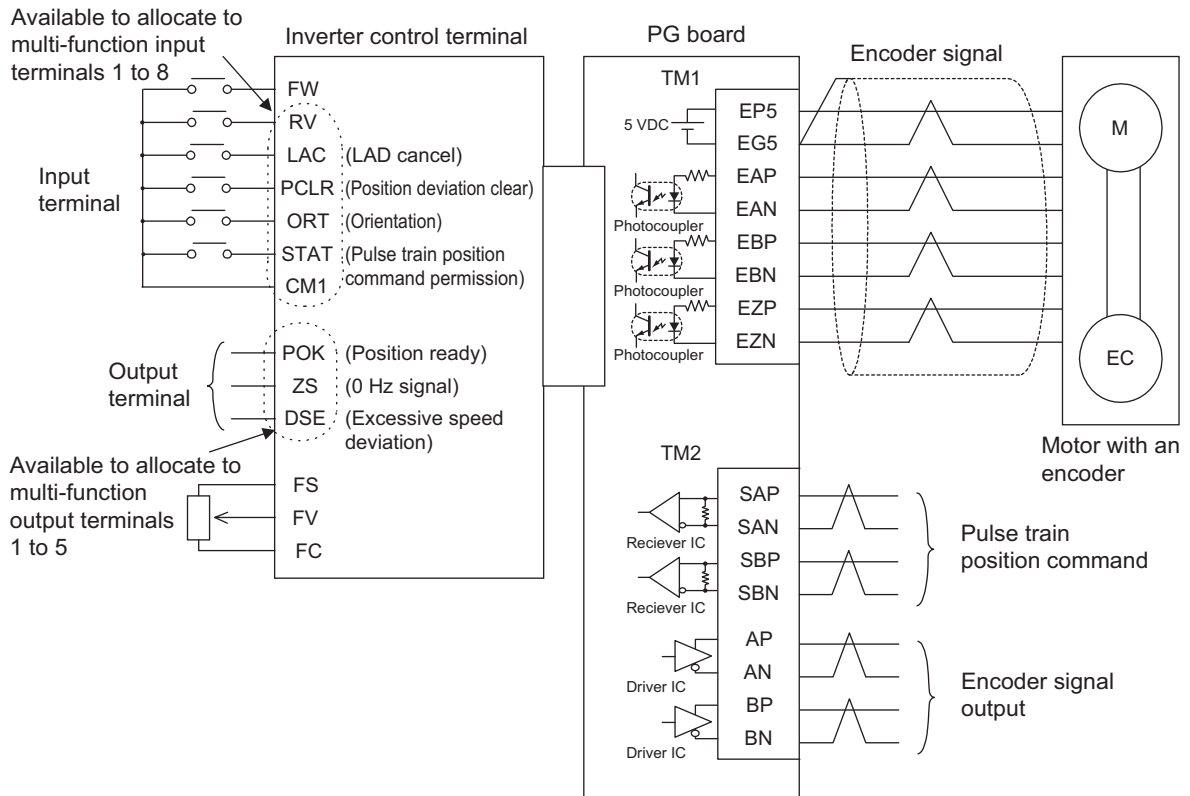 Available to allocate to
multi-function input
terminals 1 to 8
Inverter control terminal
FW
RV
LAC (LAD cancel)
PCLR (Position deviation clear)
ORT (Orientation)
STAT (Pulse train position
command permission)
CM1
Input
terminal
POK (Position ready)
ZS (0 Hz signal)
DSE (Excessive speed
deviation)
Output
terminal
Available to allocate to
multi-function
output terminals
1 to 5
FS
FV
FC
PG board
TM1
5 VDC
EP5
EG5
EAP
EAN
Photocoupler
EBP
EBN
Photocoupler
EZP
EZN
Photocoupler
Encoder signal
M
EC
Motor with an
encoder
TM2
SAP
SAN
Reciever IC
SBP
SBN
Reciever IC
Pulse train
position command
AP
AN
Driver IC
BP
BN
Driver IC
Encoder signal
output